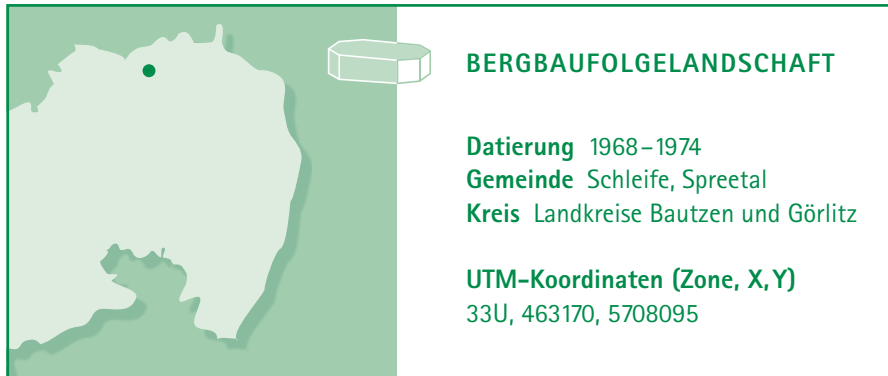 BERGBAUFOLGELANDSCHAFT
Datierung 1968–1974
Gemeinde Schleife, Spreetal
Kreis Landkreise Bautzen und Görlitz
UTM-Koordinaten (Zone, X, Y)
33U, 463170, 5708095